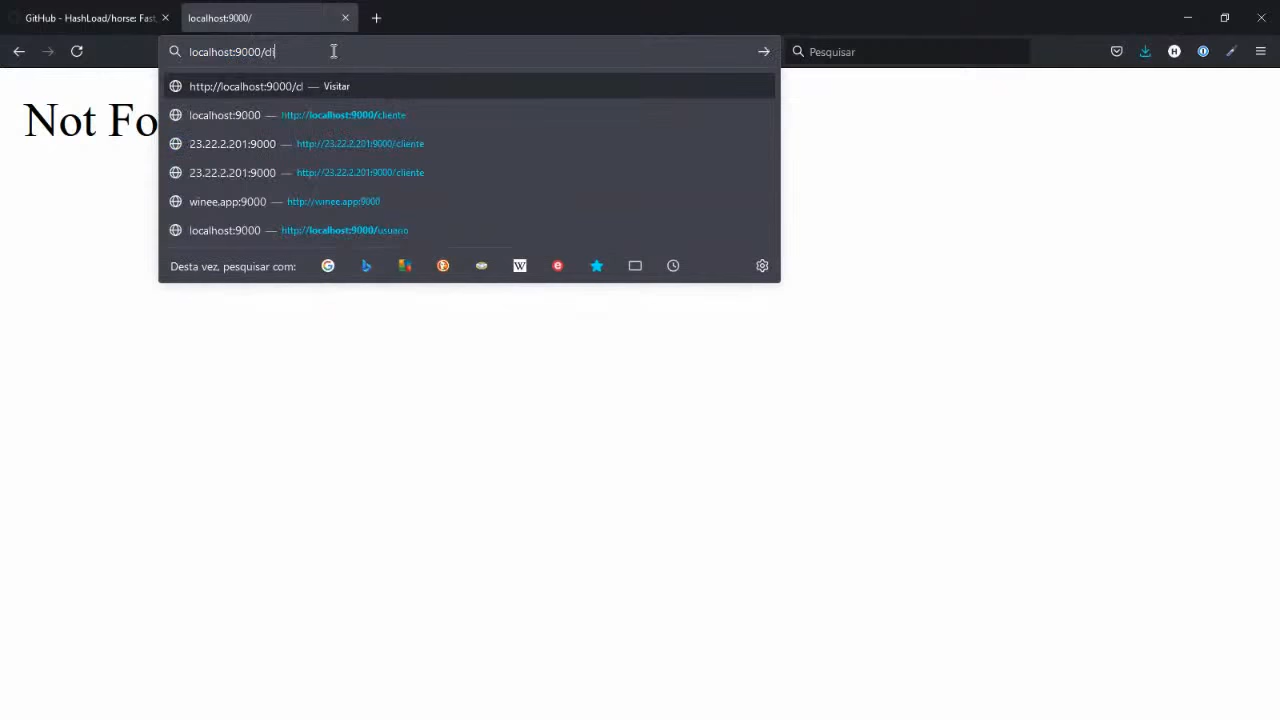 GitHub - HashLoad/horse: Fast,
localhost:9000/
localhost:9000/cl
Pesquisar
http://localhost:9000/cl — Visitar
localhost:9000 — http://localhost:9000/cliente
23.22.2.201:9000 — http://23.22.2.201:9000/cliente
23.22.2.201:9000 — http://23.22.2.201:9000/cliente
winee.app:9000 — http://winee.app:9000
localhost:9000 — http://localhost:9000/usuano
Desta vez, pesquisar com:
Not Fo